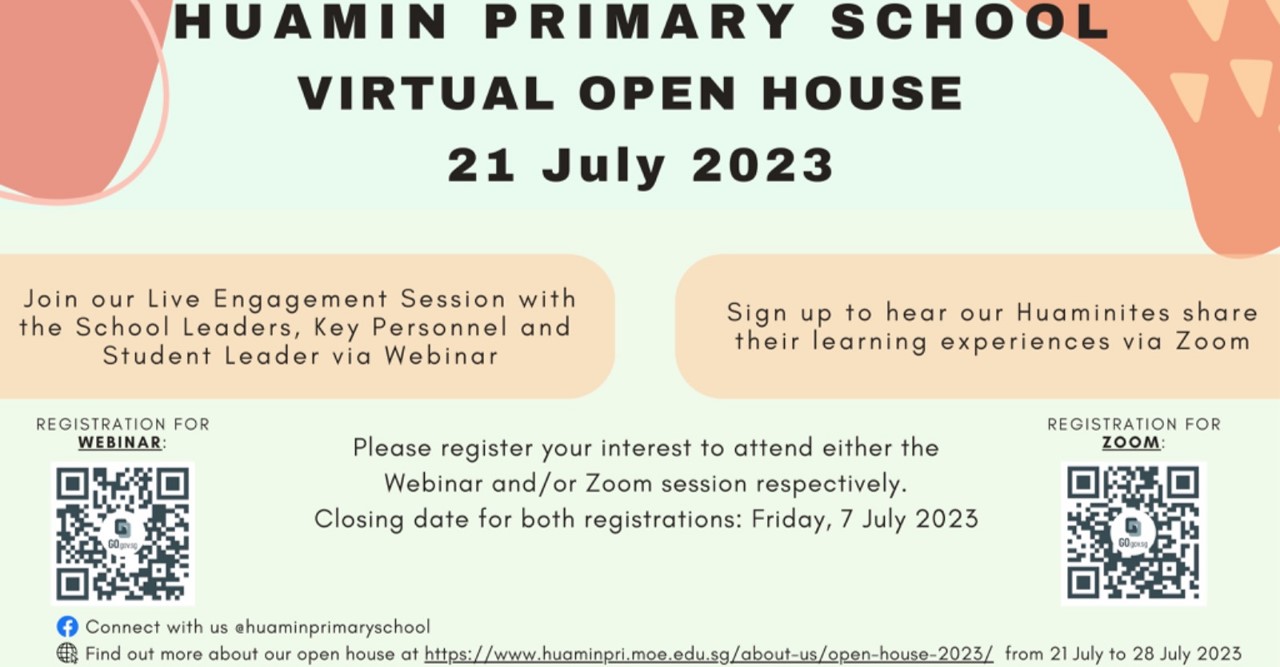 HUAMIN PRIMARY SCHOOL
VIRTUAL OPEN HOUSE
21 July 2023
Join our Live Engagement Session with
the School Leaders, Key Personnel and
Student Leader via Webinar
Sign up to hear our Huaminites share
their learning experiences via Zoom
REGISTRATION FOR
WEBINAR:
GOgov.sg
Please register your interest to attend either the
Webinar and/or Zoom session respectively.
Closing date for both registrations: Friday, 7 July 2023
REGISTRATION FOR
ZOOM:
GOgov.sg
Connect with us @huaminprimaryschool
Find out more about our open house at https://www.huaminpri.moe.edu.sg/about-us/open-house-2023/ from 21 July to 28 July 2023